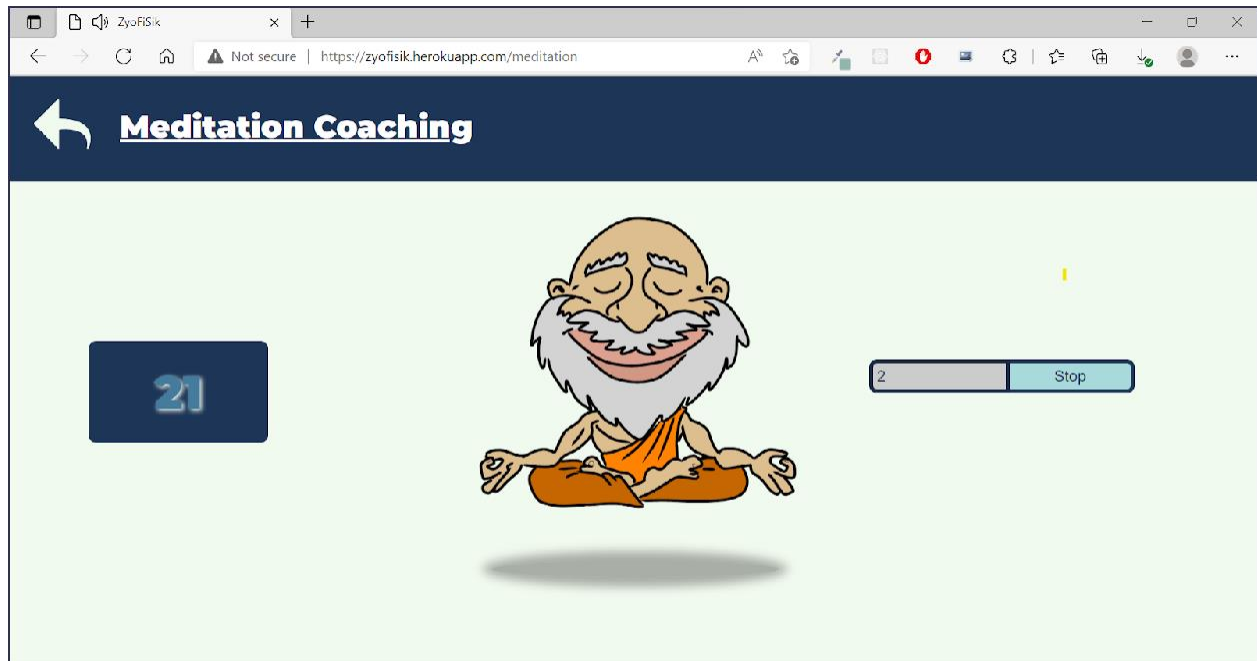 ZyoFiSik
Not secure | https://zyofisik.herokuapp.com/meditation
Meditation Coaching
21
2
Stop